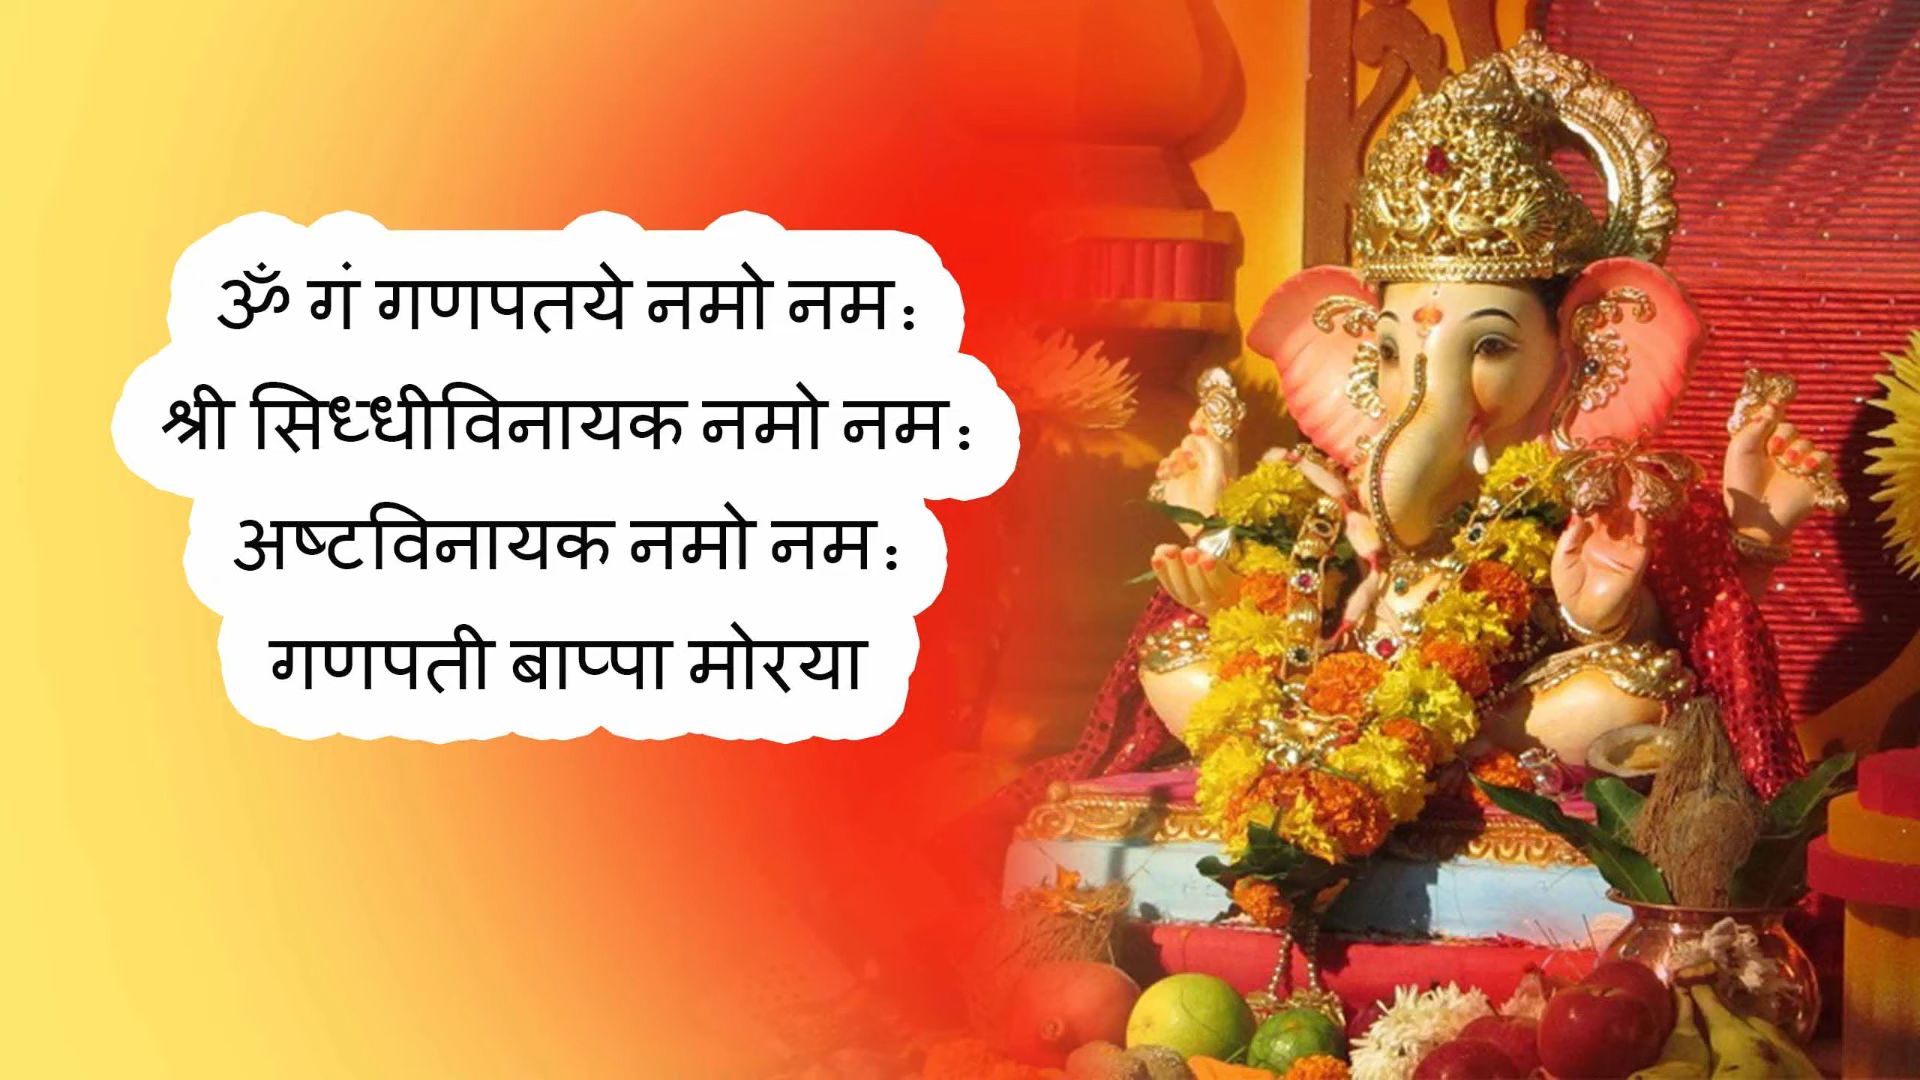 ॐ गं गणपतये नमो नम:
श्री सिध्धीविनायक नमो नम:
अष्टविनायक नमो नम:
गणपती बाप्पा मोरया